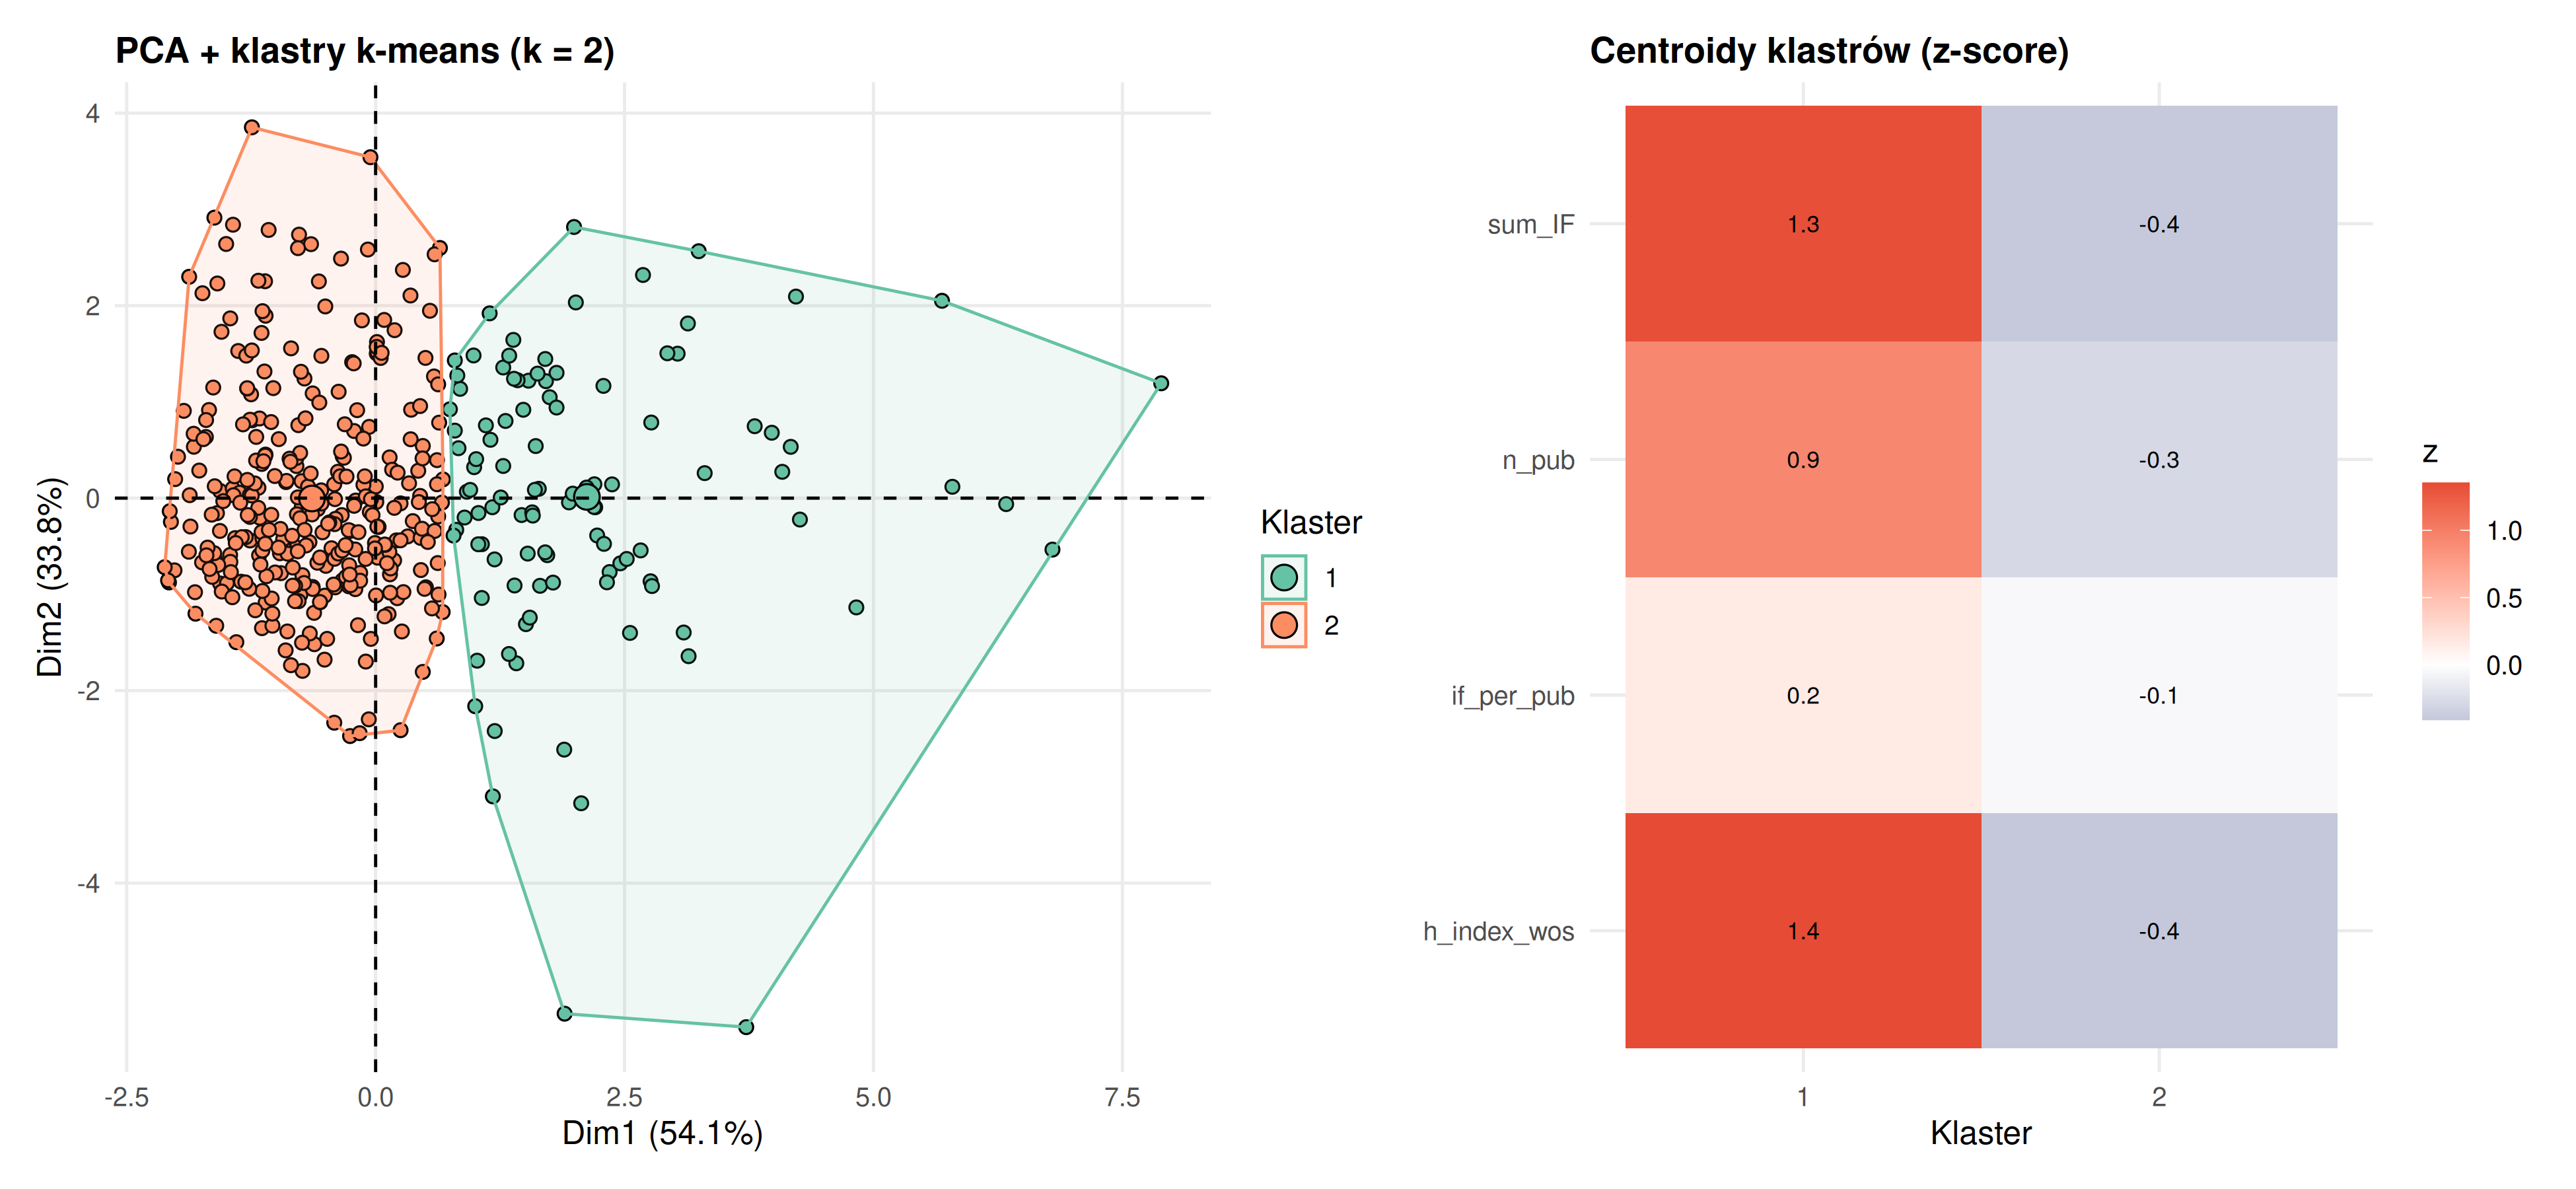 PCA + klastry k-means (k = 2)
4
2
0
-2
-4
Dim2 (33.8%)
-2.5 0.0 2.5 5.0 7.5
Dim1 (54.1%)
Klaster
1
2
Centroidy klastrów (z-score)
sum_IF 1.3 -0.4
n_pub 0.9 -0.3
if_per_pub 0.2 -0.1
h_index_wos 1.4 -0.4
1 2
Klaster
z
1.0
0.5
0.0